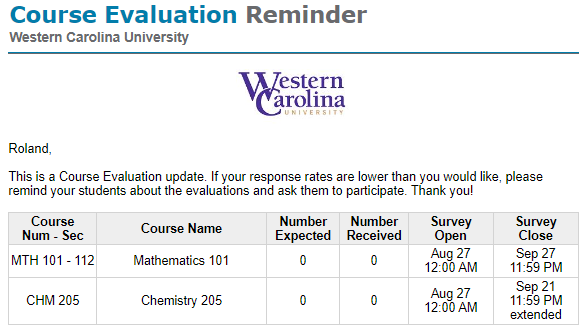 Course Evaluation Reminder
Western Carolina University
Western
Carolina
UNIVERSITY
Roland,
This is a Course Evaluation update. If your response rates are lower than you would like, please
remind your students about the evaluations and ask them to participate. Thank you!
Course Num - Sec Course Name Number Expected Number Received Survey Open Survey Close
MTH 101 - 112 Mathematics 101 0 0 Aug 27 12:00 AM Sep 27 11:59 PM
CHM 205 Chemistry 205 0 0 Aug 27 12:00 AM Sep 21 11:59 PM extended